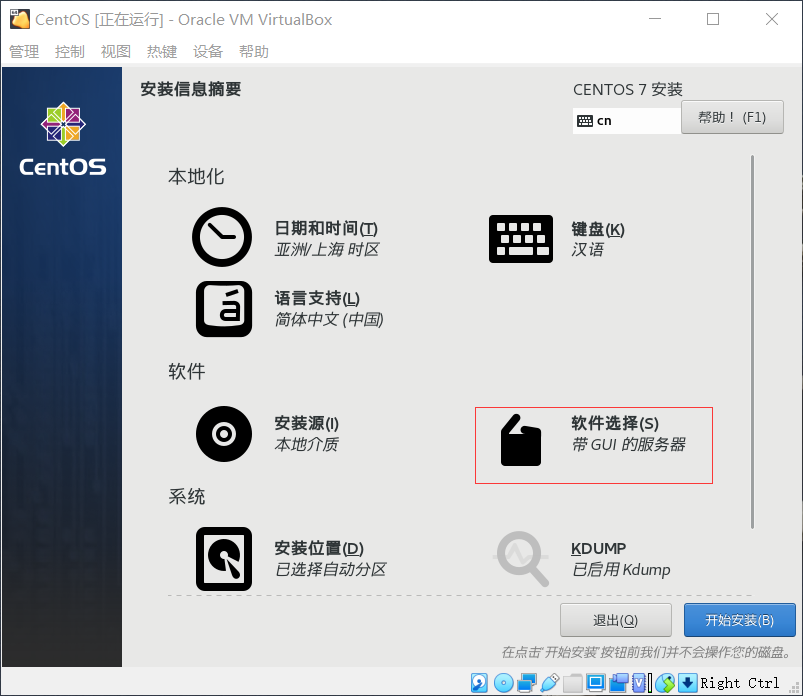 CentOS [正在运行] - Oracle VM VirtualBox
管理 控制 视图 热键 设备 帮助
安装信息摘要
CENTOS 7 安装
cn
帮助！(F1)
CentOS
本地化
日期和时间(T)
亚洲/上海 时区
键盘(K)
汉语
语言支持(L)
简体中文 (中国)
软件
安装源(I)
本地介质
软件选择(S)
带 GUI 的服务器
系统
安装位置(D)
已选择自动分区
KDUMP
已启用 Kdump
退出(Q)
开始安装(B)
在点击'开始安装'按钮前我们并不会操作您的磁盘。
Right Ctrl